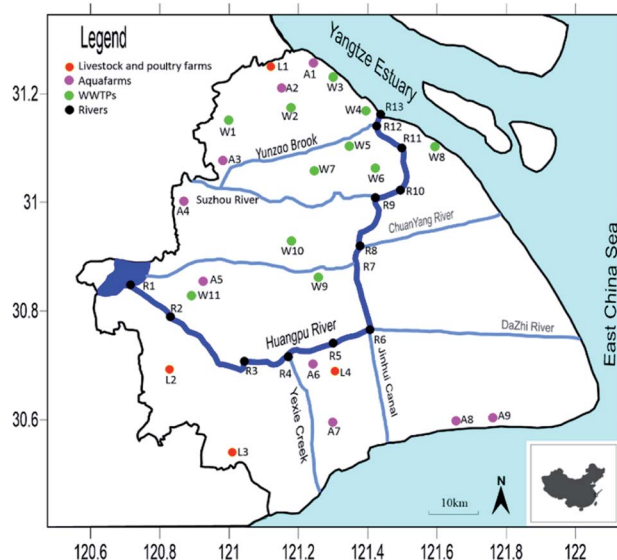 Legend
Livestock and poultry farms
Aquafarms
WWTPs
Rivers
Yangtze Estuary
East China Sea
L1
A1
W3
A2
W2
W4
R13
W1
R12
R11
Yunzao Brook
W5
W8
A3
W7
W6
R10
Suzhou River
R9
A4
ChuanYang River
R8
W10
R7
R1
A5
W11
W9
R2
Huangpu River
R6
DaZhi River
R5
R4
R3
L2
A6
L4
Jinhui Canal
Yexie Creek
A7
A8
A9
L3
10km
N
31.2
31
30.8
30.6
120.6
120.8
121
121.2
121.4
121.6
121.8
122